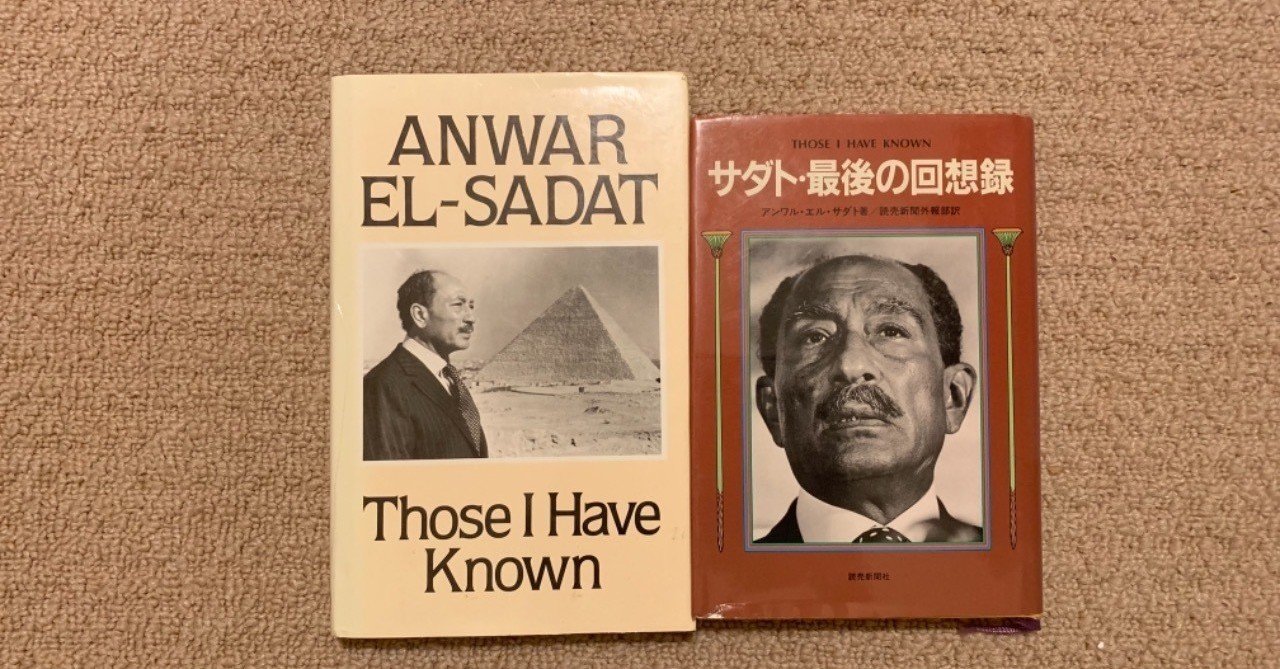 ANWAR
EL-SADAT
Those I Have
Known
THOSE I HAVE KNOWN
サダト・最後の回想録
アンワル・エル・サダト著/読売新聞外報部訳
読売新聞社